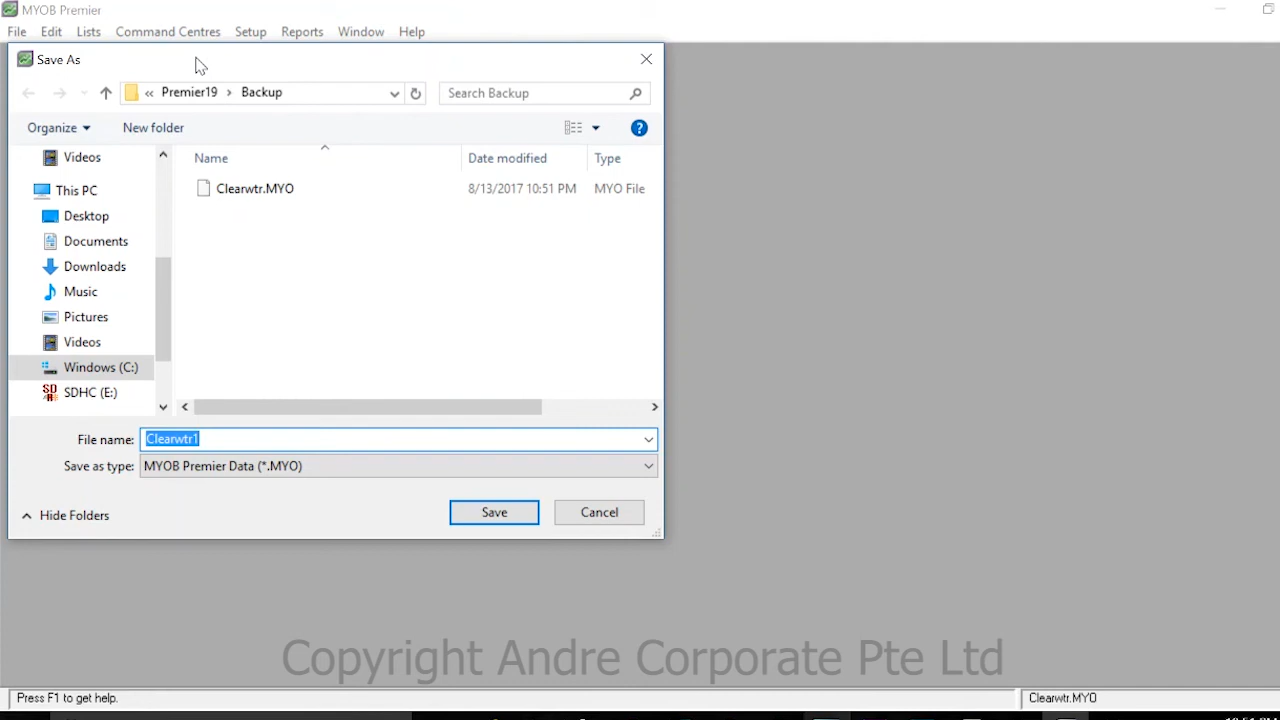 MYOB Premier
File Edit Lists Command Centres Setup Reports Window Help
Save As
« Premier19 › Backup
Search Backup
Organize New folder
Name Date modified Type
Clearwtr.MYO 8/13/2017 10:51 PM MYO File
Videos
This PC
Desktop
Documents
Downloads
Music
Pictures
Videos
Windows (C:)
SDHC (E:)
File name: Clearwtr1
Save as type: MYOB Premier Data (*.MYO)
Hide Folders
Save Cancel
Copyright Andre Corporate Pte Ltd
Press F1 to get help.
Clearwtr.MYO